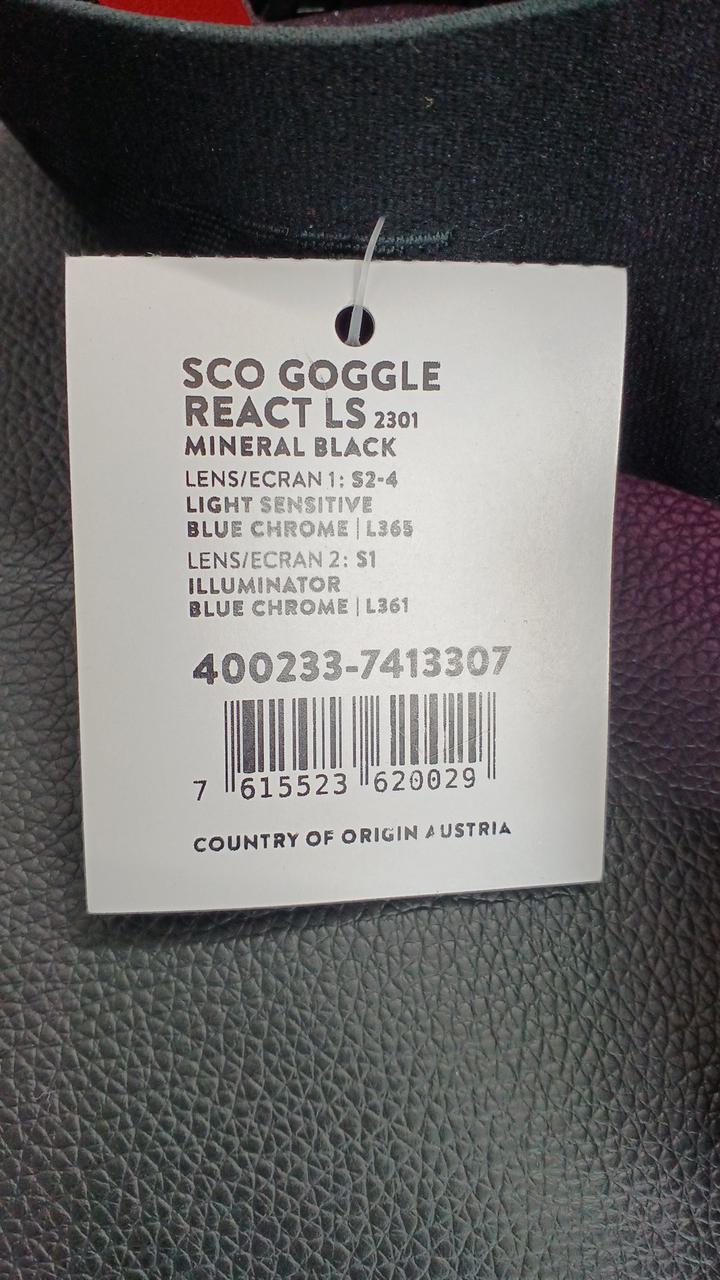 SCO GOGGLE
REACT LS 2301
MINERAL BLACK
LENS/ECRAN 1: S2-4
LIGHT SENSITIVE
BLUE CHROME | L365
LENS/ECRAN 2: S1
ILLUMINATOR
BLUE CHROME | L361
400233-7413307
7 615523 620029
COUNTRY OF ORIGIN AUSTRIA